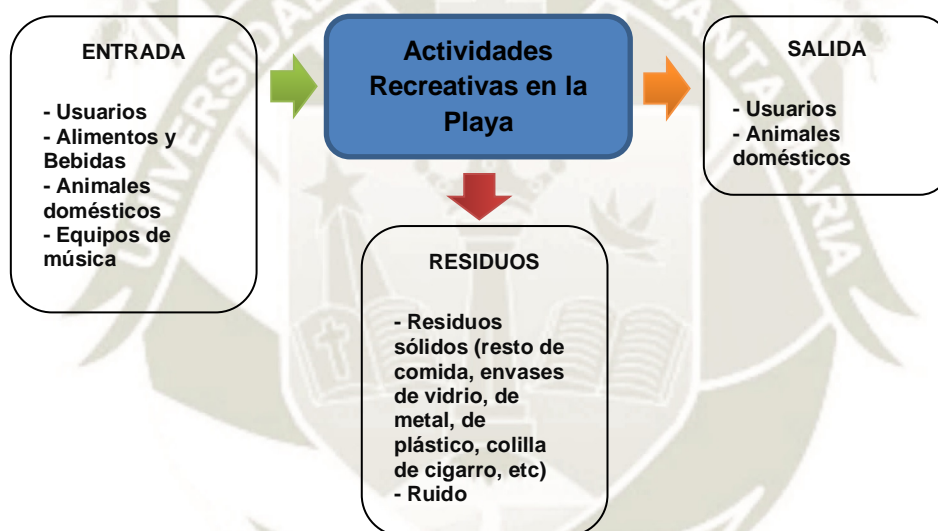 ENTRADA
- Usuarios
- Alimentos y
Bebidas
- Animales
domésticos
- Equipos de
música
Actividades
Recreativas en la
Playa
SALIDA
- Usuarios
- Animales
domésticos
RESIDUOS
- Residuos
sólidos (resto de
comida, envases
de vidrio, de
metal, de
plástico, colilla
de cigarro, etc)
- Ruido